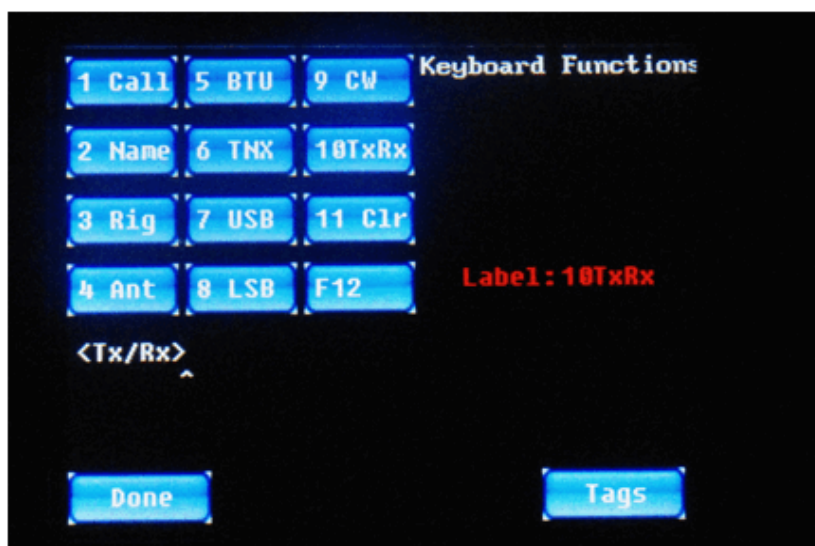 1 Call 5 BTU 9 CW Keyboard Functions
2 Name 6 TNX 10TxRx
3 Rig 7 USB 11 Clr
4 Ant 8 LSB F12 Label:10TxRx
<Tx/Rx>
^
Done Tags